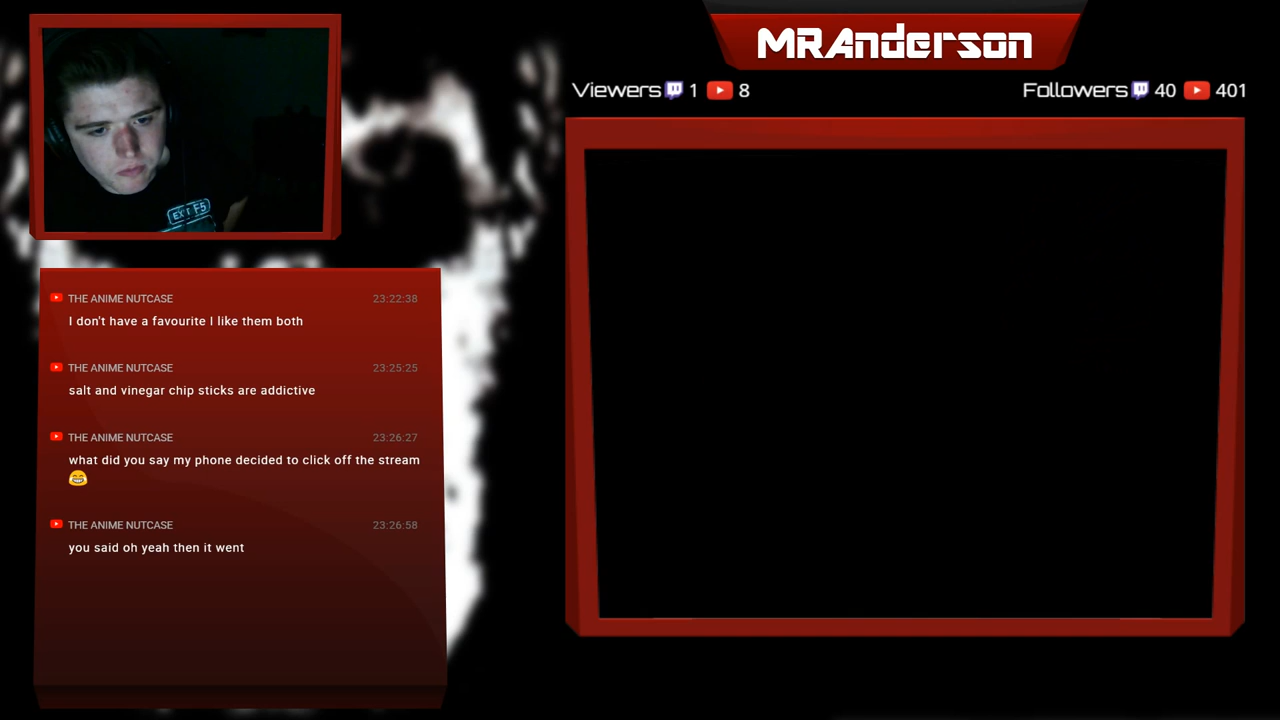 MRAnderson
Viewers 1 8
Followers 40 401
EXIT F5
THE ANIME NUTCASE 23:22:38
I don't have a favourite I like them both
THE ANIME NUTCASE 23:25:25
salt and vinegar chip sticks are addictive
THE ANIME NUTCASE 23:26:27
what did you say my phone decided to click off the stream
😁
THE ANIME NUTCASE 23:26:58
you said oh yeah then it went